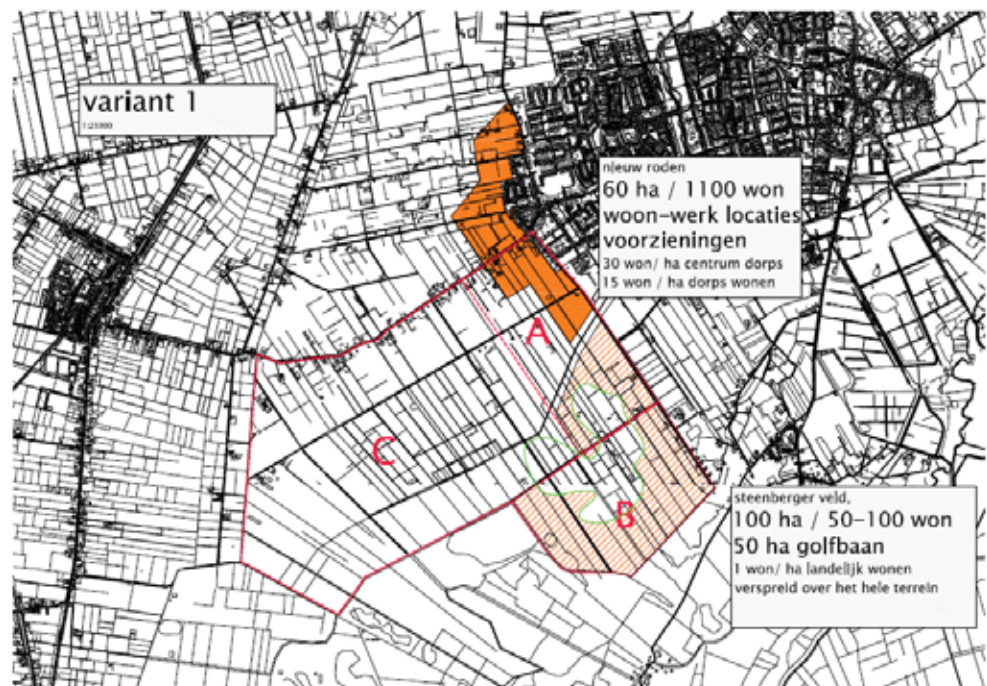 variant 1
1:25000
nieuw roden
60 ha / 1100 won
woon-werk locaties
voorzieningen
30 won/ ha centrum dorps
15 won / ha dorps wonen
A
C
B
steenberger veld,
100 ha / 50-100 won
50 ha golfbaan
1 won/ ha landelijk wonen
verspreid over het hele terrein